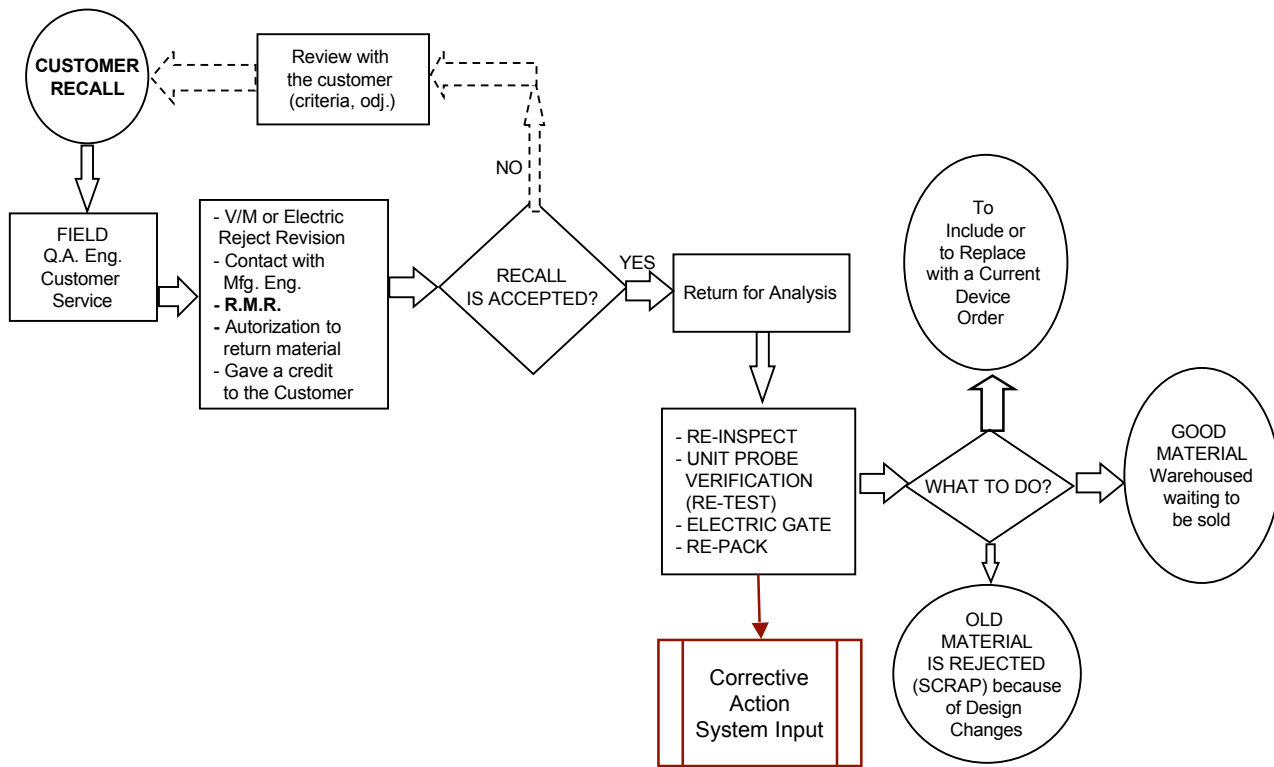 CUSTOMER
RECALL
Review with
the customer
(criteria, odj.)
NO
FIELD
Q.A. Eng.
Customer
Service
- V/M or Electric
Reject Revision
- Contact with
Mfg. Eng.
- R.M.R.
- Autorization to
return material
- Gave a credit
to the Customer
RECALL
IS ACCEPTED?
YES
Return for Analysis
To
Include or
to Replace
with a Current
Device
Order
- RE-INSPECT
- UNIT PROBE
VERIFICATION
(RE-TEST)
- ELECTRIC GATE
- RE-PACK
WHAT TO DO?
GOOD
MATERIAL
Warehoused
waiting to
be sold
OLD
MATERIAL
IS REJECTED
(SCRAP) because
of Design
Changes
Corrective
Action
System Input